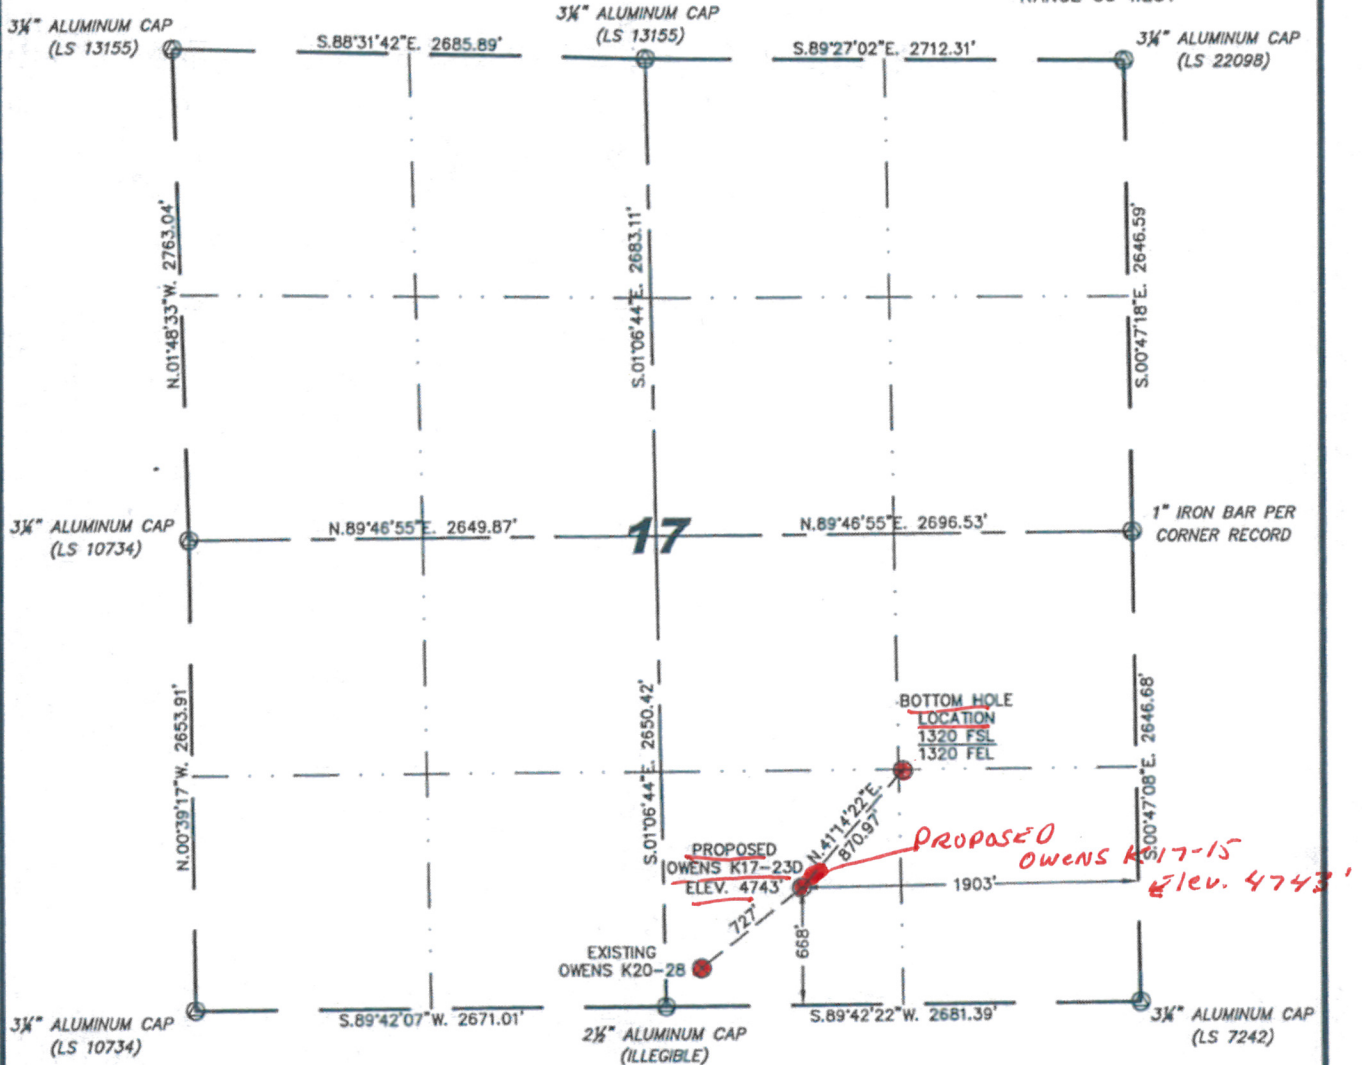 3¼" ALUMINUM CAP
(LS 13155)
3¼" ALUMINUM CAP
(LS 13155)
3¼" ALUMINUM CAP
(LS 22098)
S.88°31'42"E. 2685.89'
S.89°27'02"E. 2712.31'
N.01°48'33"W. 2763.04'
S.01°06'44"E. 2683.11'
S.00°47'18"E. 2646.59'
3¼" ALUMINUM CAP
(LS 10734)
N.89°46'55"E. 2649.87'
17
N.89°46'55"E. 2696.53'
1" IRON BAR PER
CORNER RECORD
N.00°39'17"W. 2653.91'
S.01°06'44"E. 2650.42'
S.00°47'08"E. 2646.68'
BOTTOM HOLE
LOCATION
1320 FSL
1320 FEL
N.41°14'22"E.
870.97'
PROPOSED
OWENS K17-23D
ELEV. 4743'
PROPOSED
OWENS K17-15
Elev. 4743'
1903'
727'
668'
EXISTING
OWENS K20-28
3¼" ALUMINUM CAP
(LS 10734)
S.89°42'07"W. 2671.01'
2½" ALUMINUM CAP
(ILLEGIBLE)
S.89°42'22"W. 2681.39'
3¼" ALUMINUM CAP
(LS 7242)